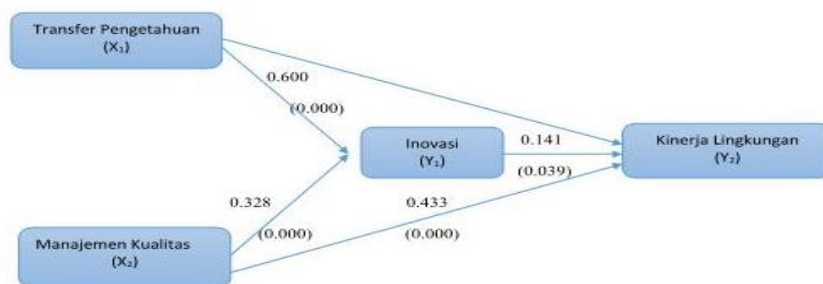 Transfer Pengetahuan
(X₁)
0.600
(0.000)
Inovasi
(Y₁)
0.141
(0.039)
Kinerja Lingkungan
(Y₂)
0.328
(0.000)
0.433
(0.000)
Manajemen Kualitas
(X₂)